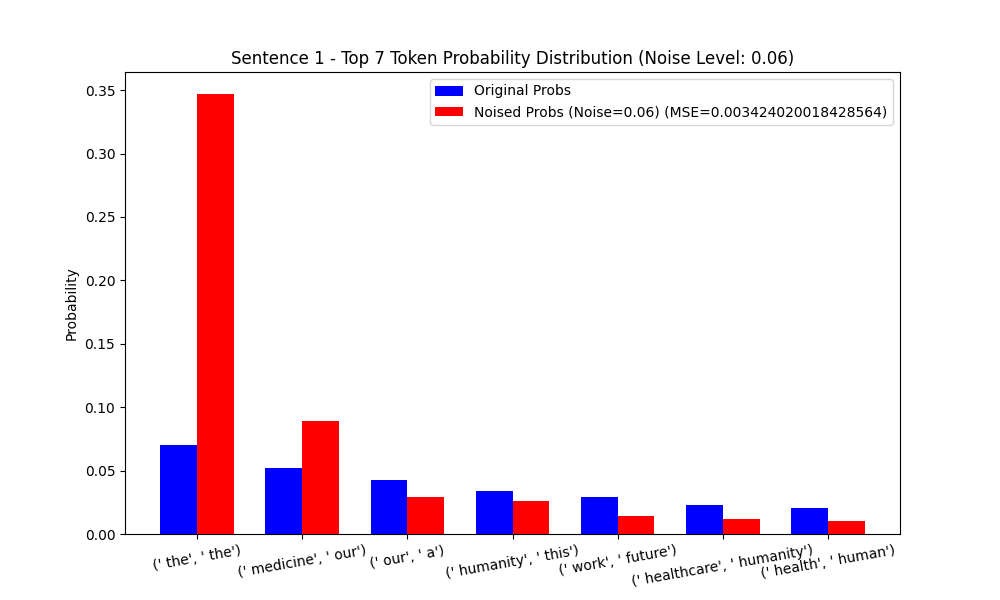 Sentence 1 - Top 7 Token Probability Distribution (Noise Level: 0.06)
Original Probs
Noised Probs (Noise=0.06) (MSE=0.003424020018428564)
Probability
0.35
0.30
0.25
0.20
0.15
0.10
0.05
0.00
(' the', ' the')
(' medicine', ' our')
(' our', ' a')
(' humanity', ' this')
(' work', ' future')
(' healthcare', ' humanity')
(' health', ' human')